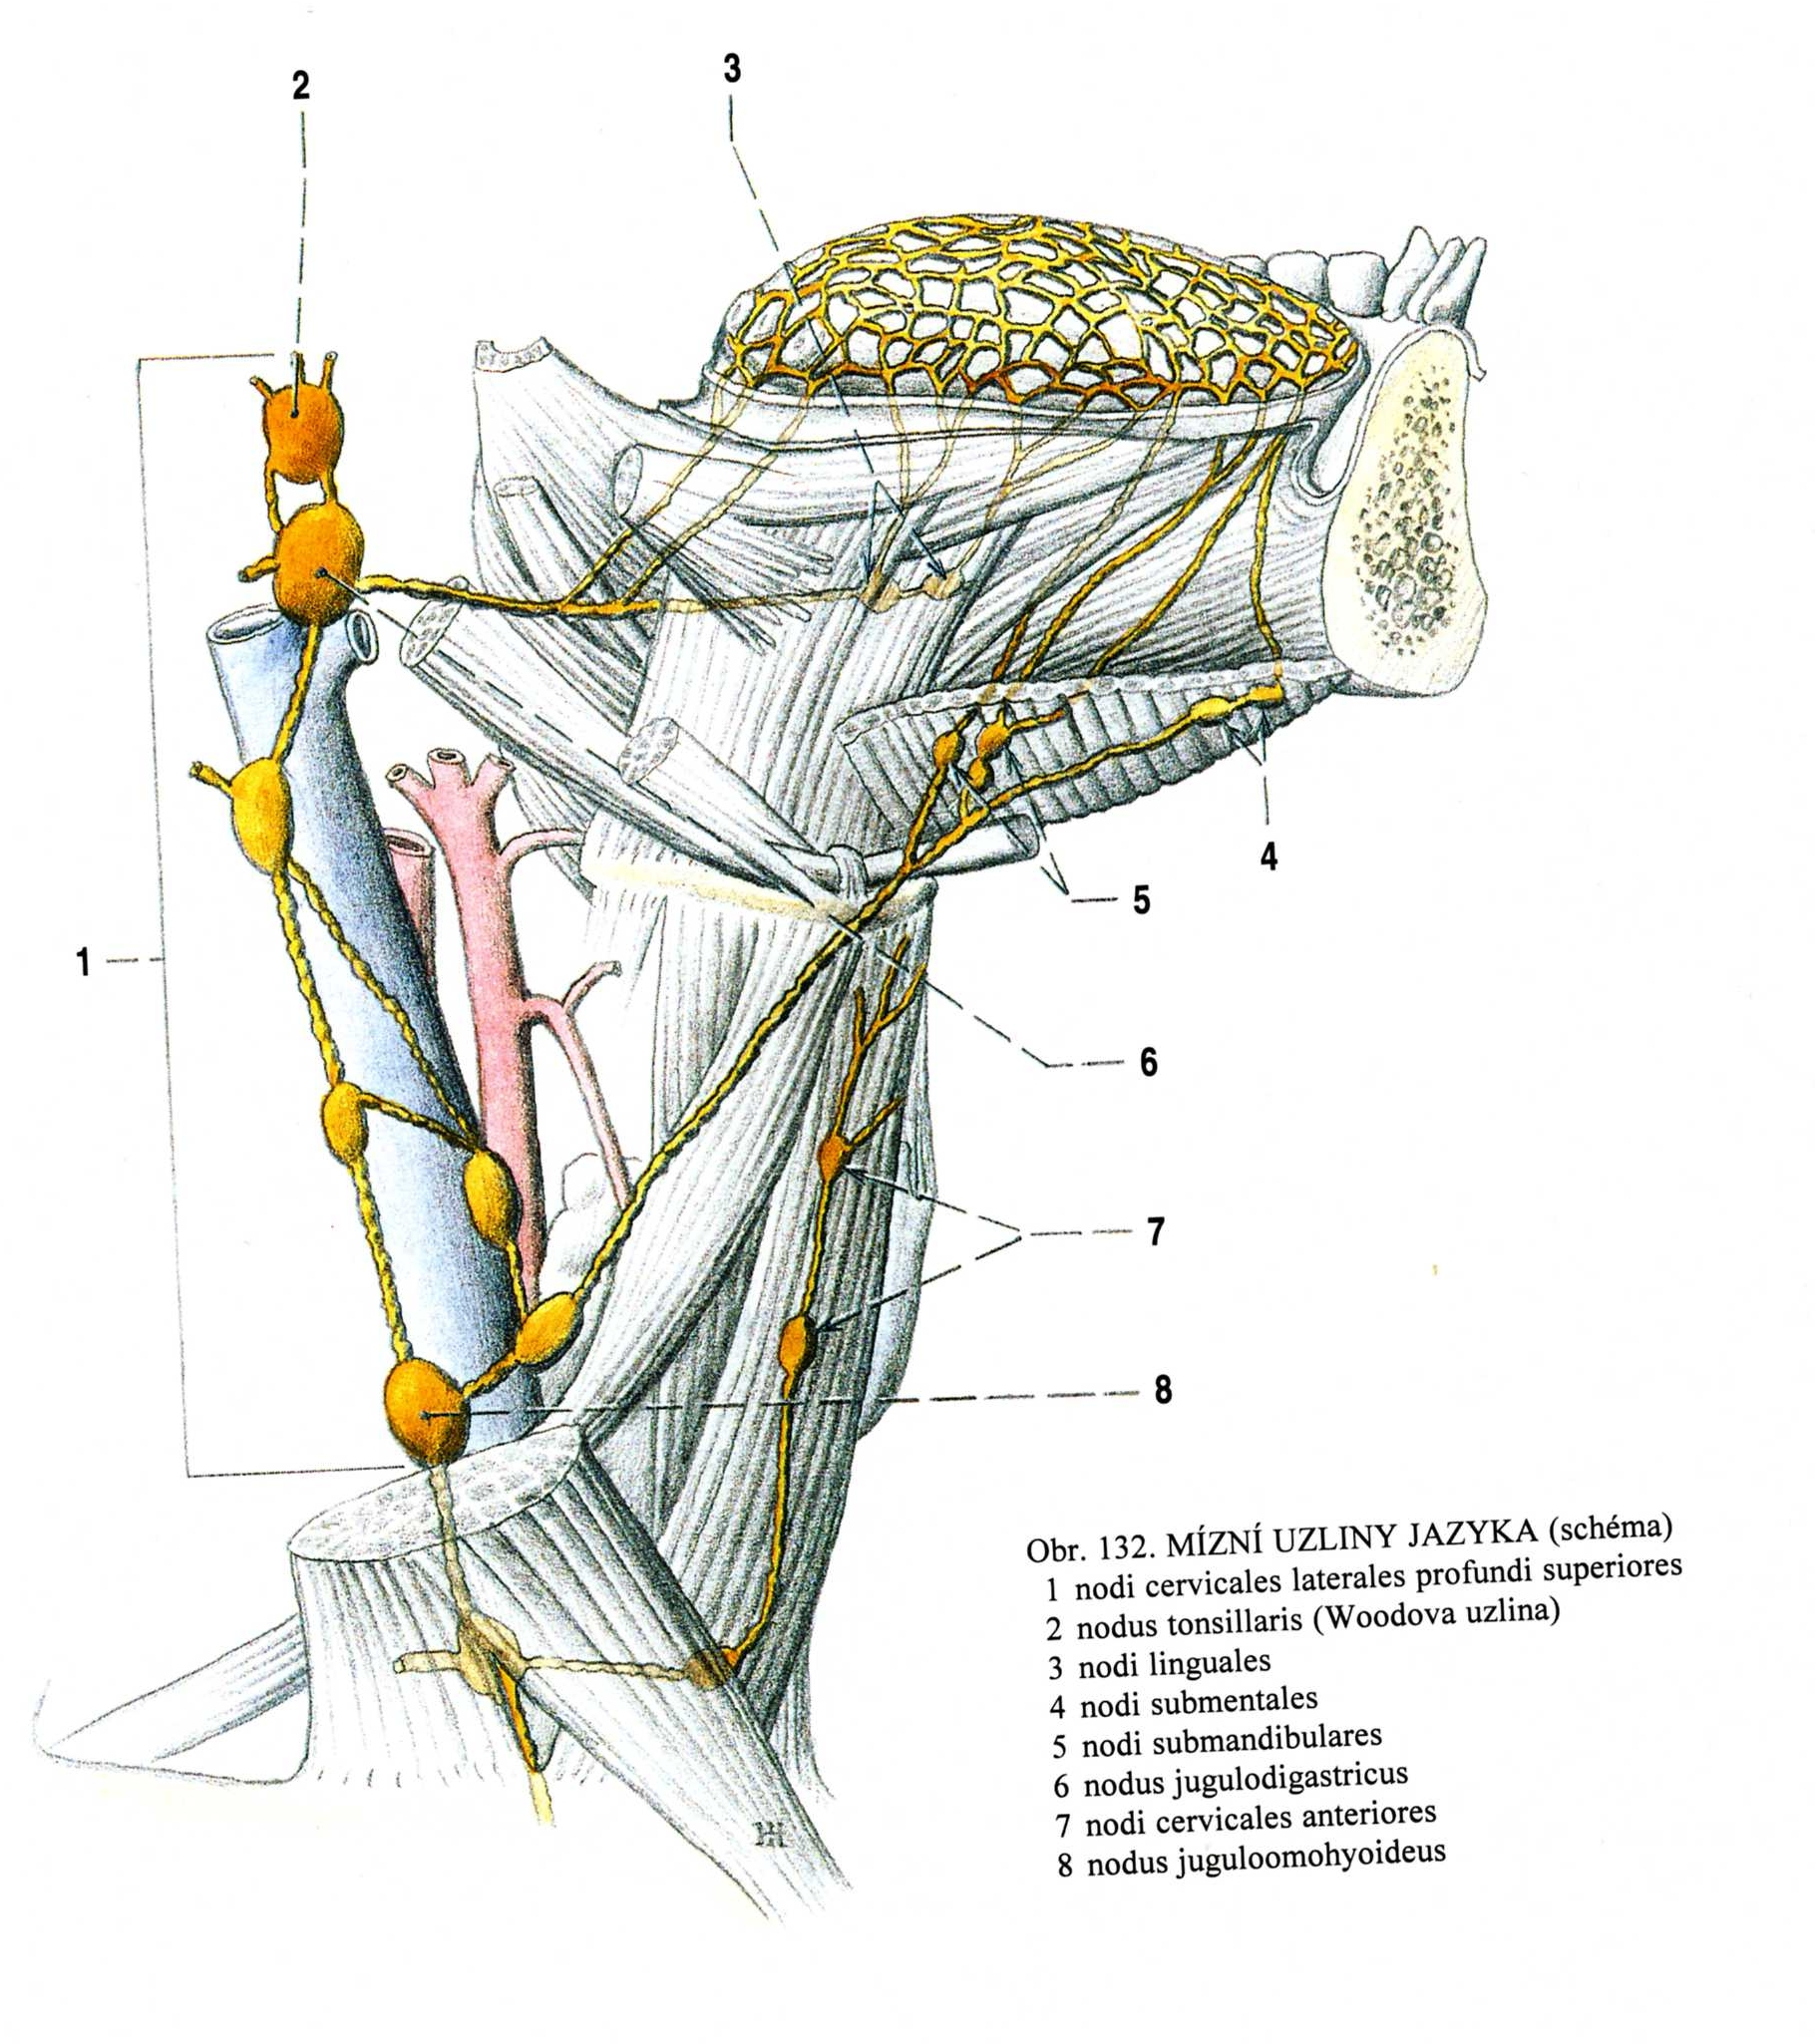 2
3
1
4
5
6
7
8
Obr. 132. MÍZNÍ UZLINY JAZYKA (schéma)
1 nodi cervicales laterales profundi superiores
2 nodus tonsillaris (Woodova uzlina)
3 nodi linguales
4 nodi submentales
5 nodi submandibulares
6 nodus jugulodigastricus
7 nodi cervicales anteriores
8 nodus juguloomohyoideus